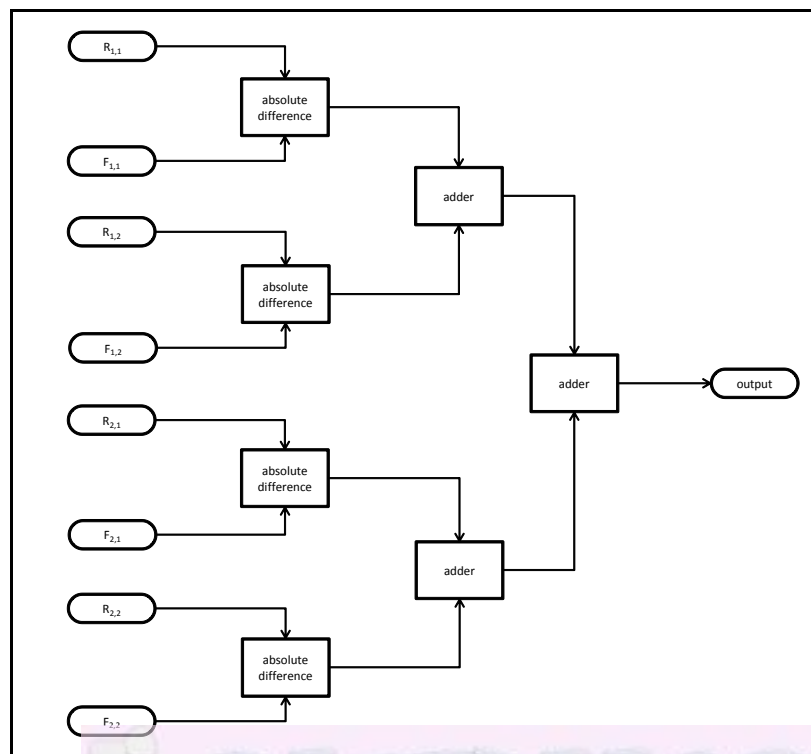 R1,1
absolute
difference
F1,1
adder
R1,2
absolute
difference
F1,2
adder
output
R2,1
absolute
difference
F2,1
adder
R2,2
absolute
difference
F2,2